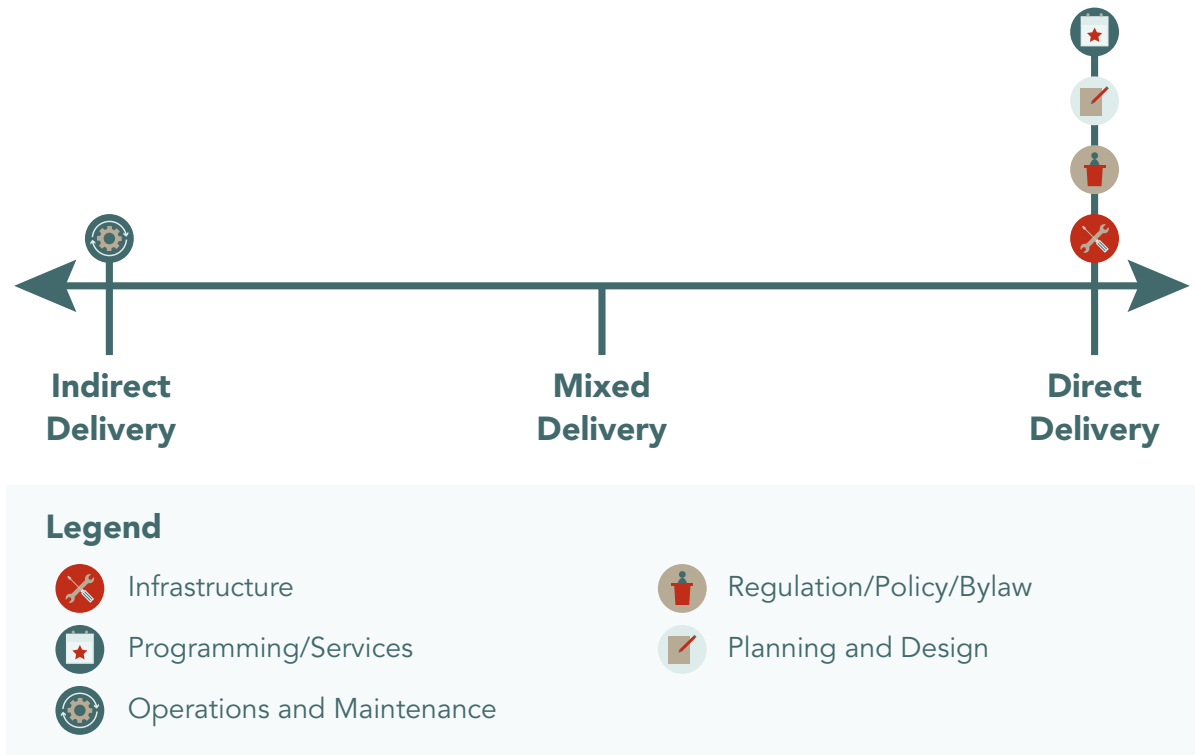 Indirect
Delivery
Mixed
Delivery
Direct
Delivery
Legend
Infrastructure
Programming/Services
Operations and Maintenance
Regulation/Policy/Bylaw
Planning and Design